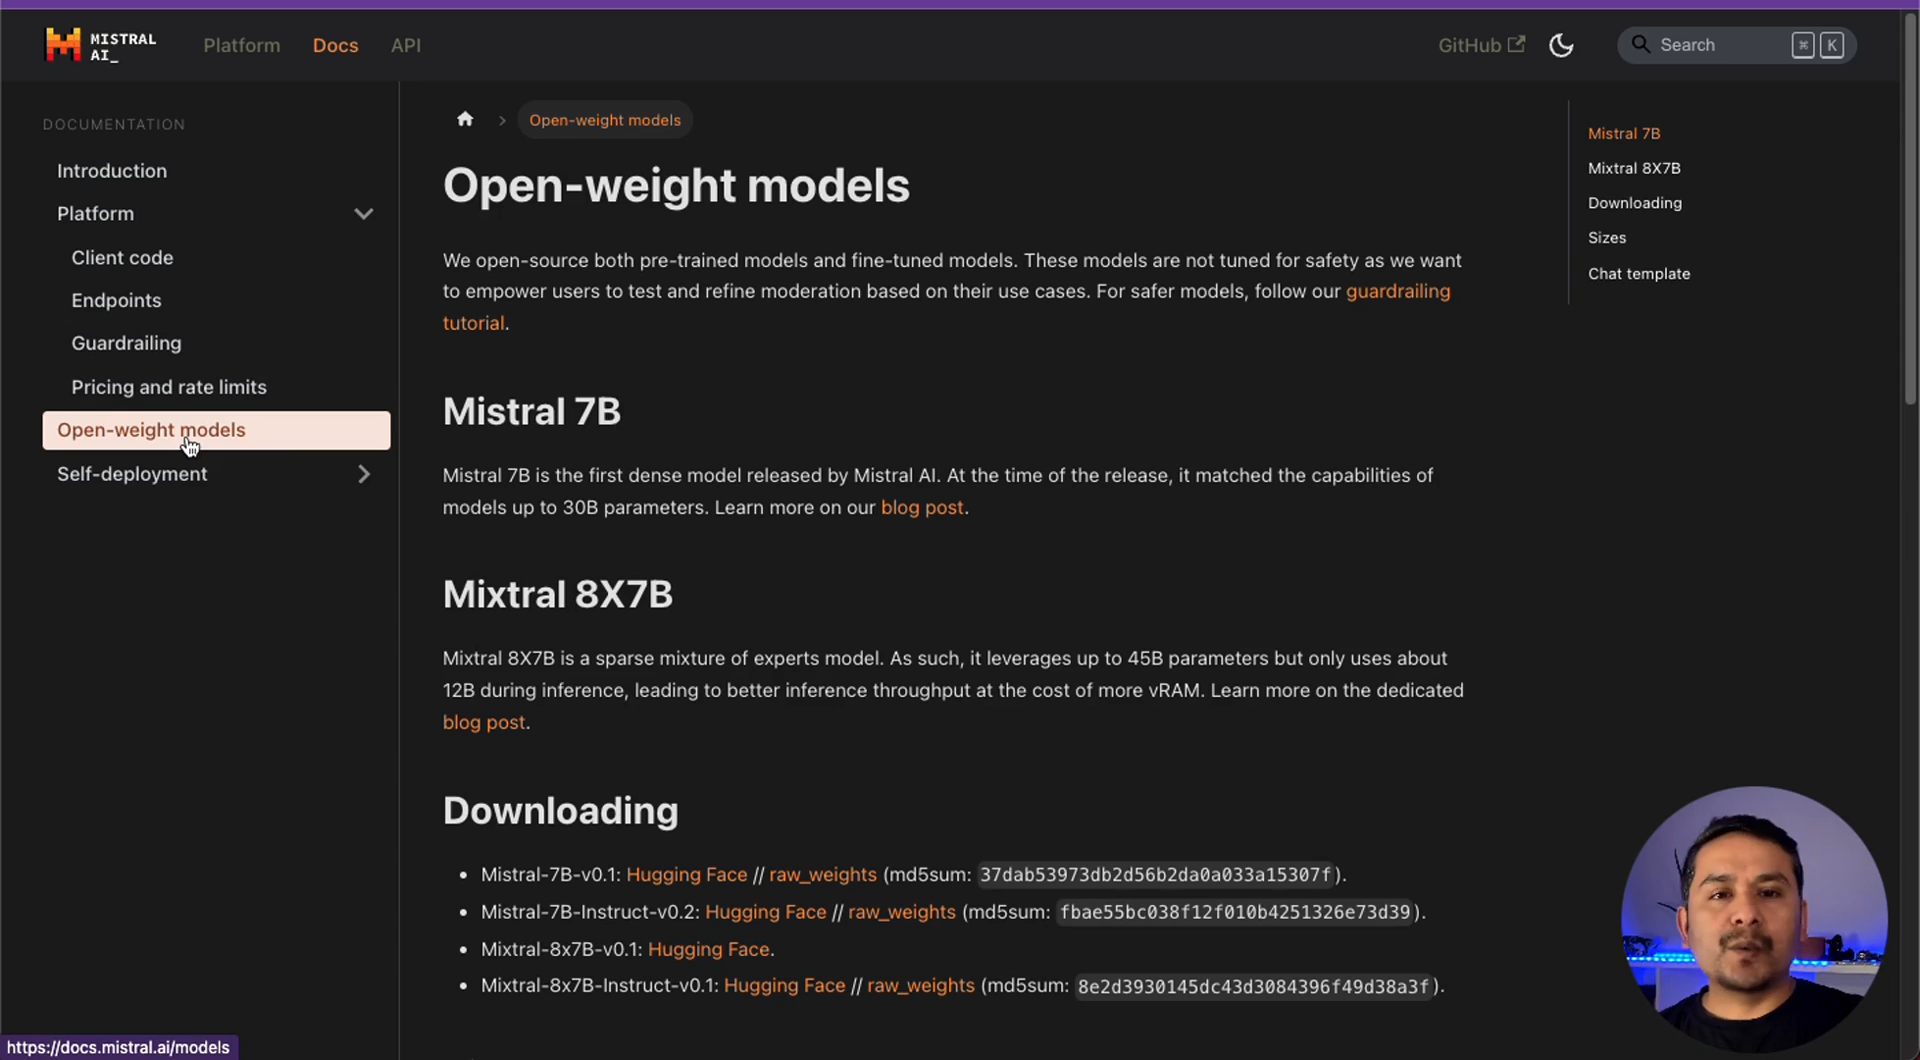 MISTRAL
AI_
Platform
Docs
API
GitHub
Search
⌘ K
DOCUMENTATION
Introduction
Platform
Client code
Endpoints
Guardrailing
Pricing and rate limits
Open-weight models
Self-deployment
Open-weight models
Open-weight models
We open-source both pre-trained models and fine-tuned models. These models are not tuned for safety as we want
to empower users to test and refine moderation based on their use cases. For safer models, follow our guardrailing
tutorial.
Mistral 7B
Mistral 7B is the first dense model released by Mistral AI. At the time of the release, it matched the capabilities of
models up to 30B parameters. Learn more on our blog post.
Mixtral 8X7B
Mixtral 8X7B is a sparse mixture of experts model. As such, it leverages up to 45B parameters but only uses about
12B during inference, leading to better inference throughput at the cost of more vRAM. Learn more on the dedicated
blog post.
Downloading
• Mistral-7B-v0.1: Hugging Face // raw_weights (md5sum: 37dab53973db2d56b2da0a033a15307f).
• Mistral-7B-Instruct-v0.2: Hugging Face // raw_weights (md5sum: fbae55bc038f12f010b4251326e73d39).
• Mixtral-8x7B-v0.1: Hugging Face.
• Mixtral-8x7B-Instruct-v0.1: Hugging Face // raw_weights (md5sum: 8e2d3930145dc43d3084396f49d38a3f).
Mistral 7B
Mixtral 8X7B
Downloading
Sizes
Chat template
https://docs.mistral.ai/models